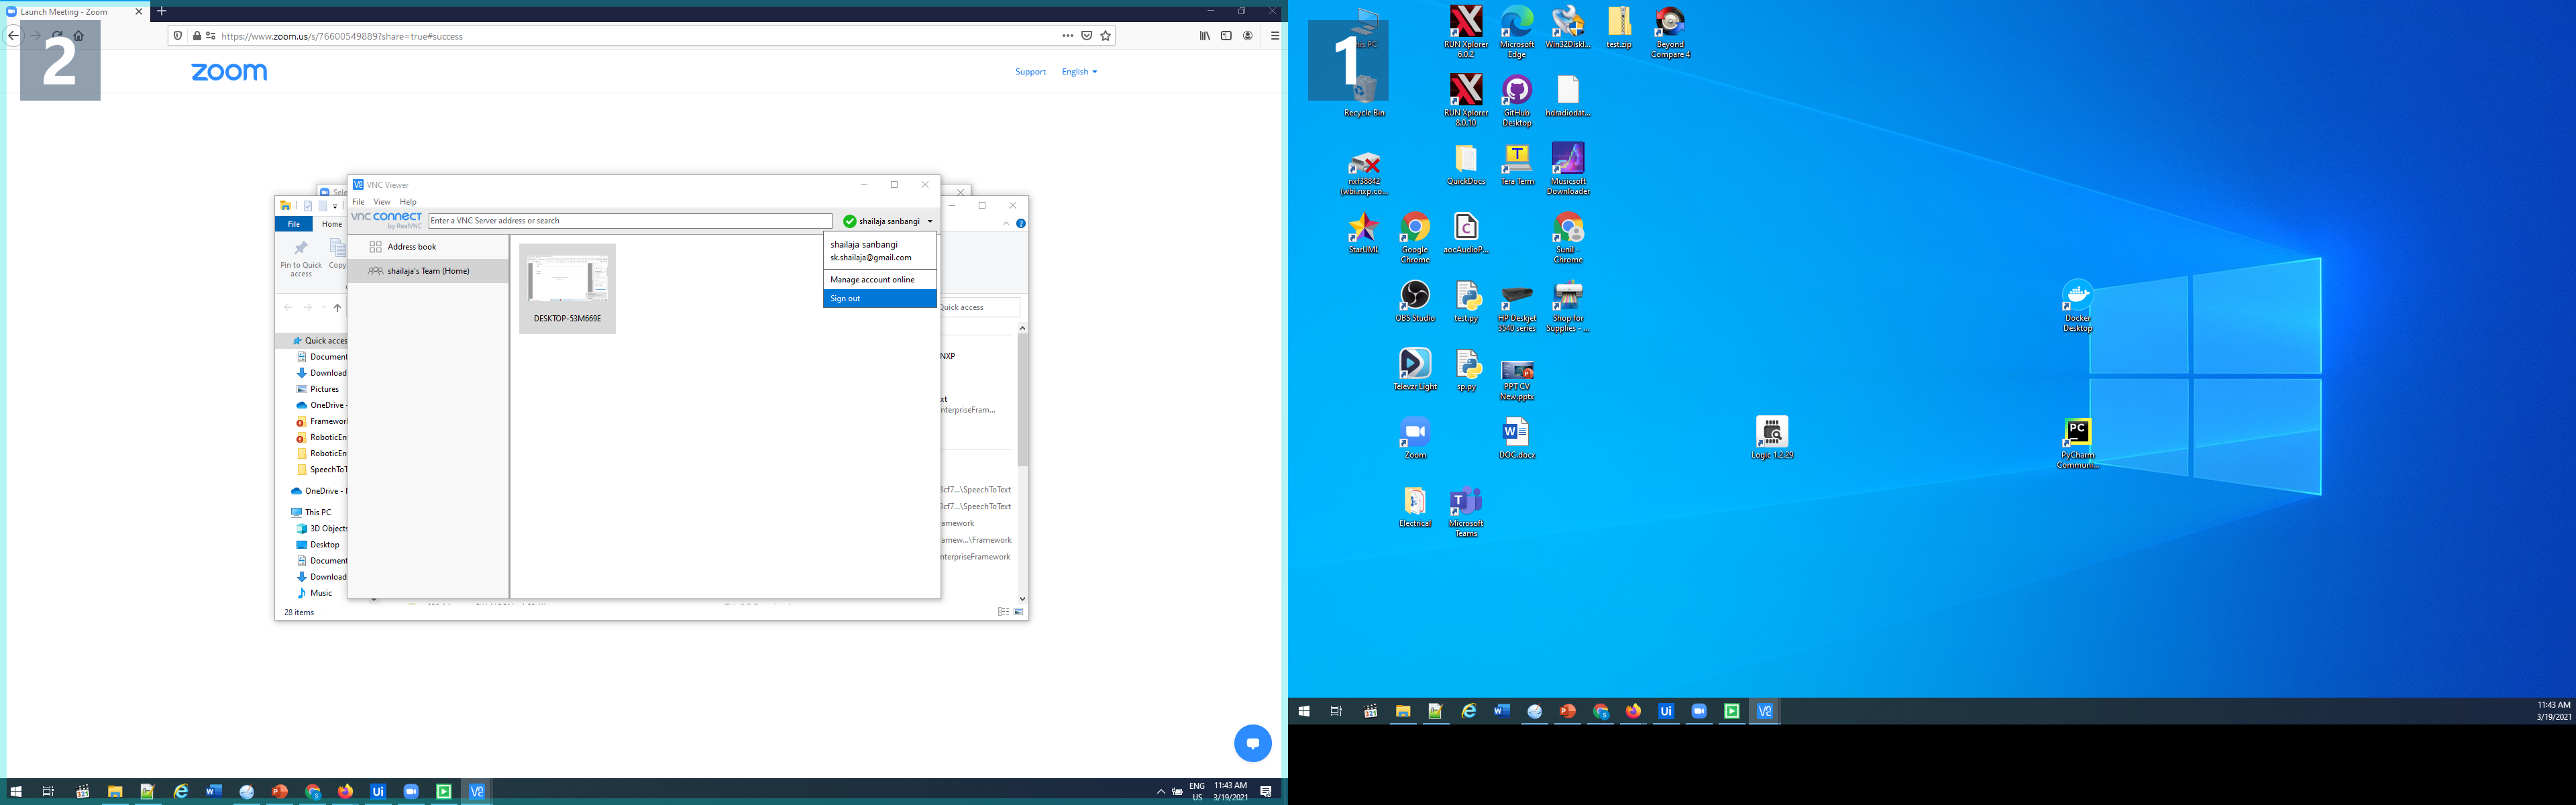 Launch Meeting - Zoom
2
https://www.zoom.us/s/76600549889?share=true#success
zoom
Support
English
Sele
VNC Viewer
File View Help
vnc connect
by RealVNC
Enter a VNC Server address or search
shailaja sanbangi
shailaja sanbangi
sk.shailaja@gmail.com
Manage account online
Sign out
Address book
shailaja's Team (Home)
DESKTOP-53M669E
File
Home
Pin to Quick
access
Copy
Quick access
Quick acces
Document
Download
Pictures
OneDrive -
Framework
RoboticEn
RoboticEn
SpeechToT
OneDrive -
This PC
3D Objects
Desktop
Document
Download
Music
28 items
NXP
xt
nterpriseFram...
3cf7...\SpeechToText
3cf7...\SpeechToText
amework
amew...\Framework
nterpriseFramework
ENG
US
11:43 AM
3/19/2021
1
This PC
RUN Xplorer
6.0.2
Microsoft
Edge
Win32DiskI...
test.zip
Beyond
Compare 4
Recycle Bin
RUN Xplorer
8.0.10
GitHub
Desktop
hdradiodat...
nxf38842
(wbi.nxp.co...
QuickDocs
Tera Term
Musicsoft
Downloader
StarUML
Google
Chrome
aocAudioP...
Sunil -
Chrome
OBS Studio
test.py
HP Deskjet
3540 series
Shop for
Supplies - ...
Docker
Desktop
Televzr Light
sp.py
PPT CV
New.pptx
Zoom
DOC.docx
Logic 1.2.29
PyCharm
Communi...
Electrical
Microsoft
Teams
11:43 AM
3/19/2021